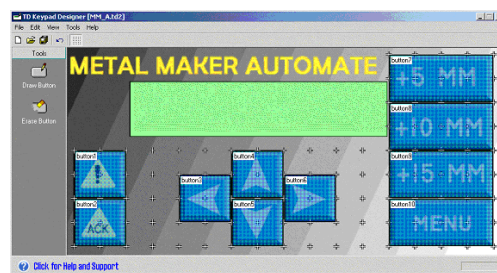 TD Keypad Designer [MM_A.td2]
File Edit View Tools Help
Tools
Draw Button
Erase Button
METAL MAKER AUTOMATE
button7
+5 MM
button8
+10 MM
button9
+15 MM
button10
MENU
button1
button2
ACK
button3
button4
button5
button6
Click for Help and Support